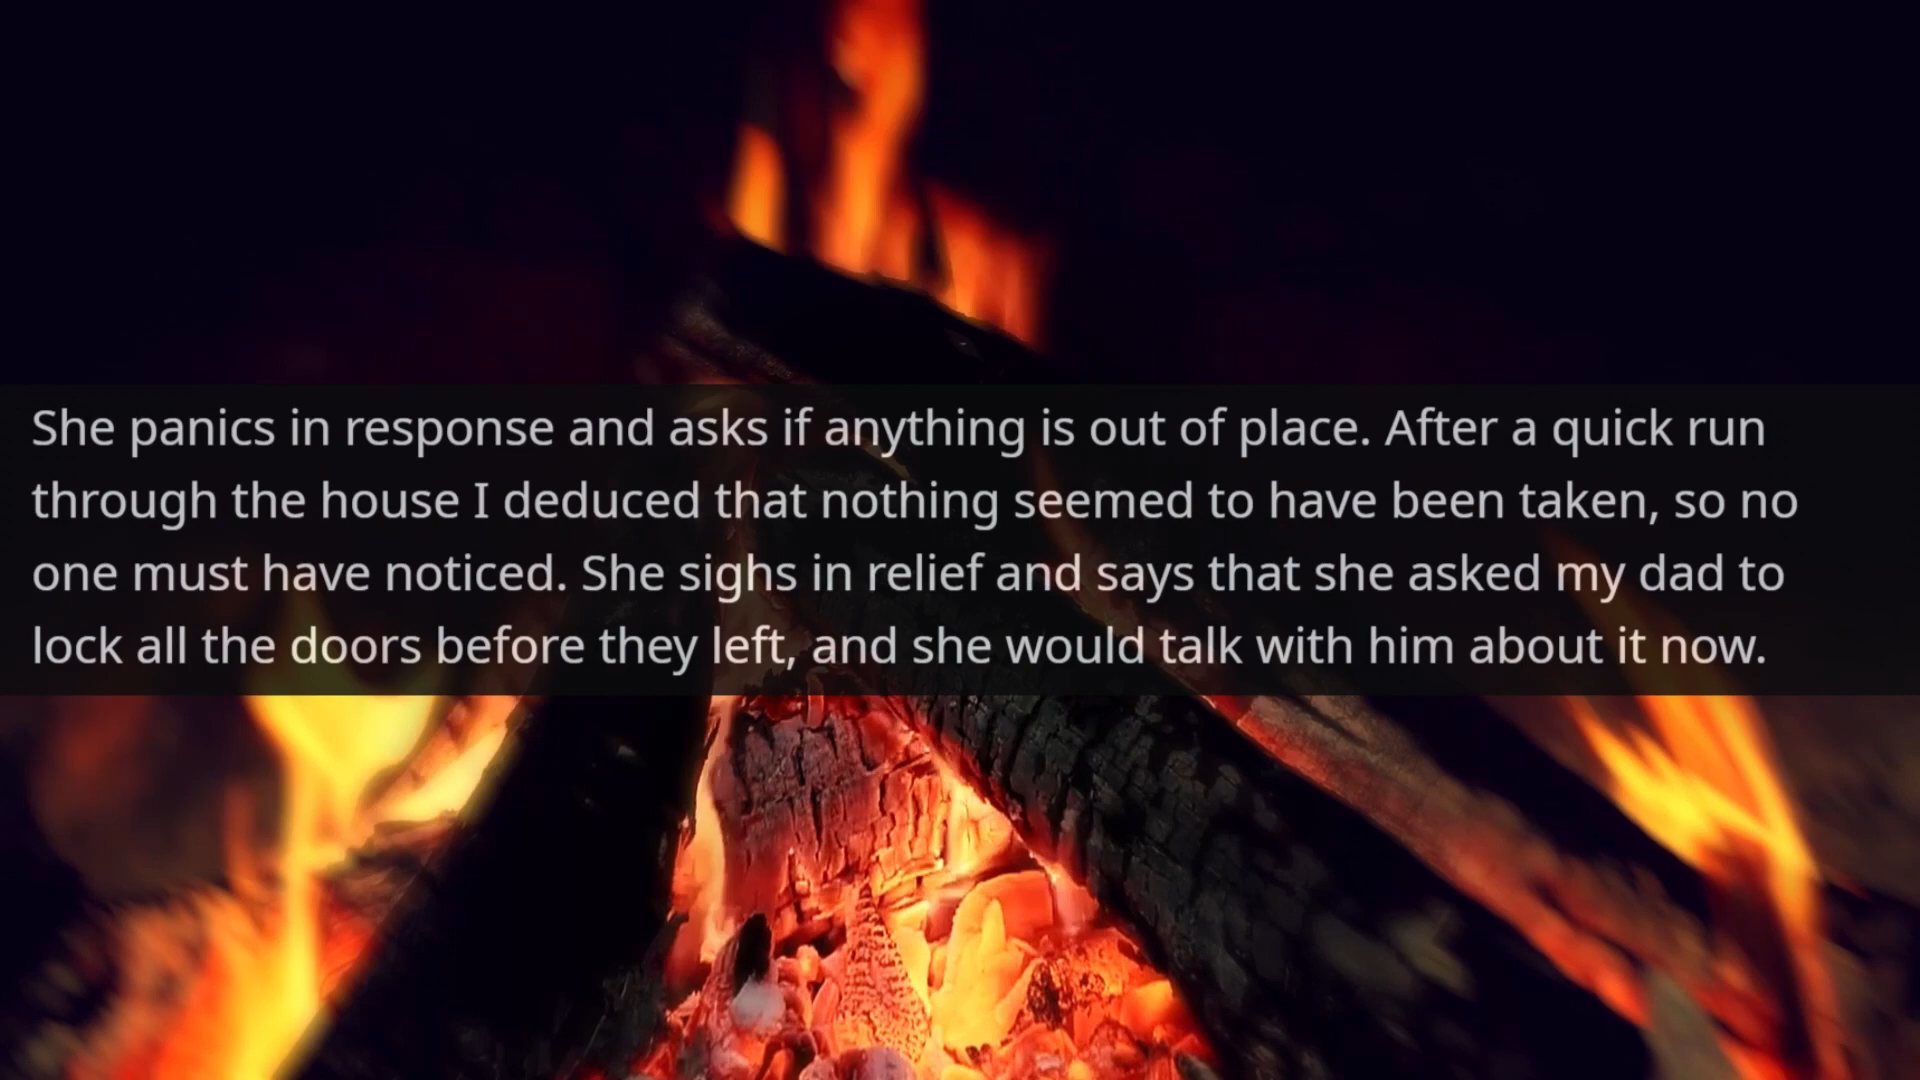 She panics in response and asks if anything is out of place. After a quick run
through the house I deduced that nothing seemed to have been taken, so no
one must have noticed. She sighs in relief and says that she asked my dad to
lock all the doors before they left, and she would talk with him about it now.